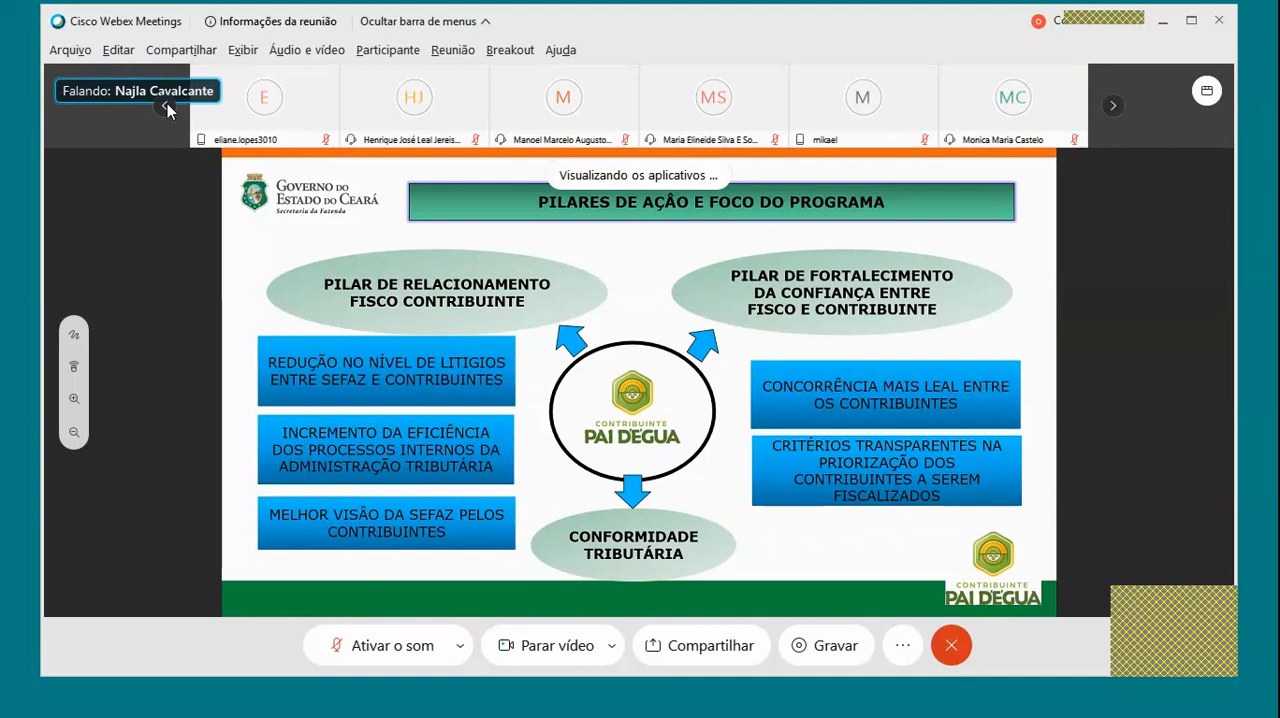 Cisco Webex Meetings
Informações da reunião
Ocultar barra de menus
Arquivo Editar Compartilhar Exibir Áudio e vídeo Participante Reunião Breakout Ajuda
Falando: Najla Cavalcante
E
HJ
M
MS
M
MC
eliane.lopes3010
Henrique José Leal Jereis...
Manoel Marcelo Augusto...
Maria Elineide Silva E So...
mikael
Monica Maria Castelo
Visualizando os aplicativos ...
GOVERNO DO
ESTADO DO CEARÁ
Secretaria da Fazenda
PILARES DE AÇÂO E FOCO DO PROGRAMA
PILAR DE RELACIONAMENTO
FISCO CONTRIBUINTE
PILAR DE FORTALECIMENTO
DA CONFIANÇA ENTRE
FISCO E CONTRIBUINTE
REDUÇÃO NO NÍVEL DE LITIGIOS
ENTRE SEFAZ E CONTRIBUINTES
INCREMENTO DA EFICIÊNCIA
DOS PROCESSOS INTERNOS DA
ADMINISTRAÇÃO TRIBUTÁRIA
MELHOR VISÂO DA SEFAZ PELOS
CONTRIBUINTES
CONTRIBUINTE
PAI D'ÉGUA
CONCORRÊNCIA MAIS LEAL ENTRE
OS CONTRIBUINTES
CRITÉRIOS TRANSPARENTES NA
PRIORIZAÇÃO DOS
CONTRIBUINTES A SEREM
FISCALIZADOS
CONFORMIDADE
TRIBUTÁRIA
CONTRIBUINTE
PAI D'ÉGUA
Ativar o som
Parar vídeo
Compartilhar
Gravar